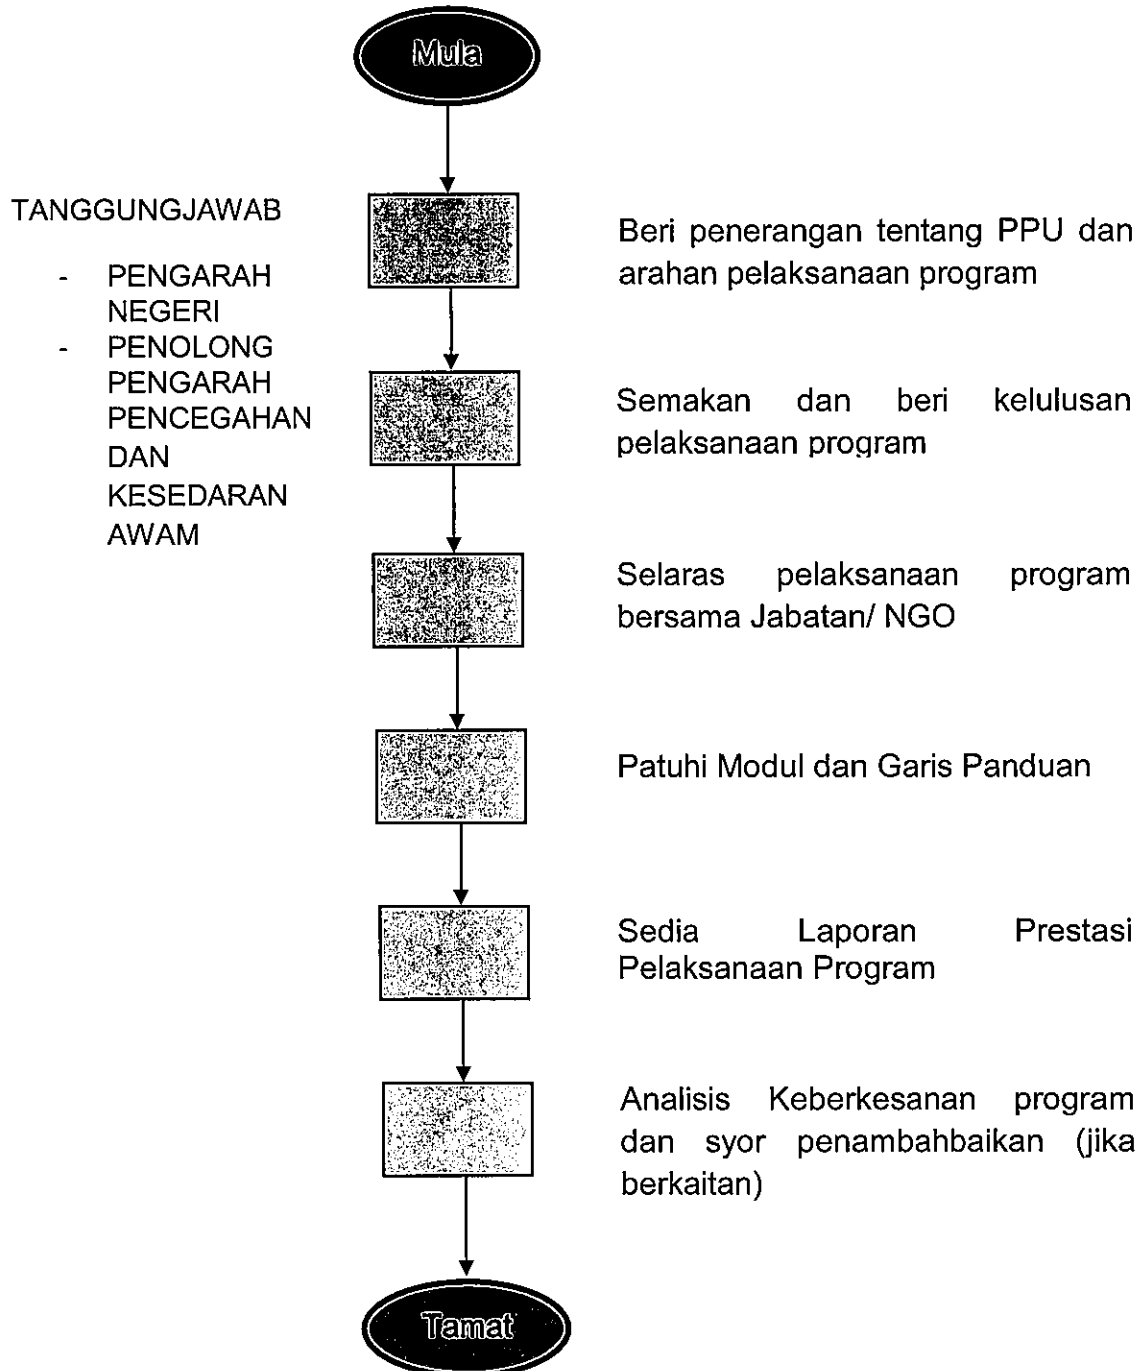 Mula
TANGGUNGJAWAB
- PENGARAH
NEGERI
- PENOLONG
PENGARAH
PENCEGAHAN
DAN
KESEDARAN
AWAM
Beri penerangan tentang PPU dan
arahan pelaksanaan program
Semakan dan beri kelulusan
pelaksanaan program
Selaras pelaksanaan program
bersama Jabatan/ NGO
Patuhi Modul dan Garis Panduan
Sedia Laporan Prestasi
Pelaksanaan Program
Analisis Keberkesanan program
dan syor penambahbaikan (jika
berkaitan)
Tamat